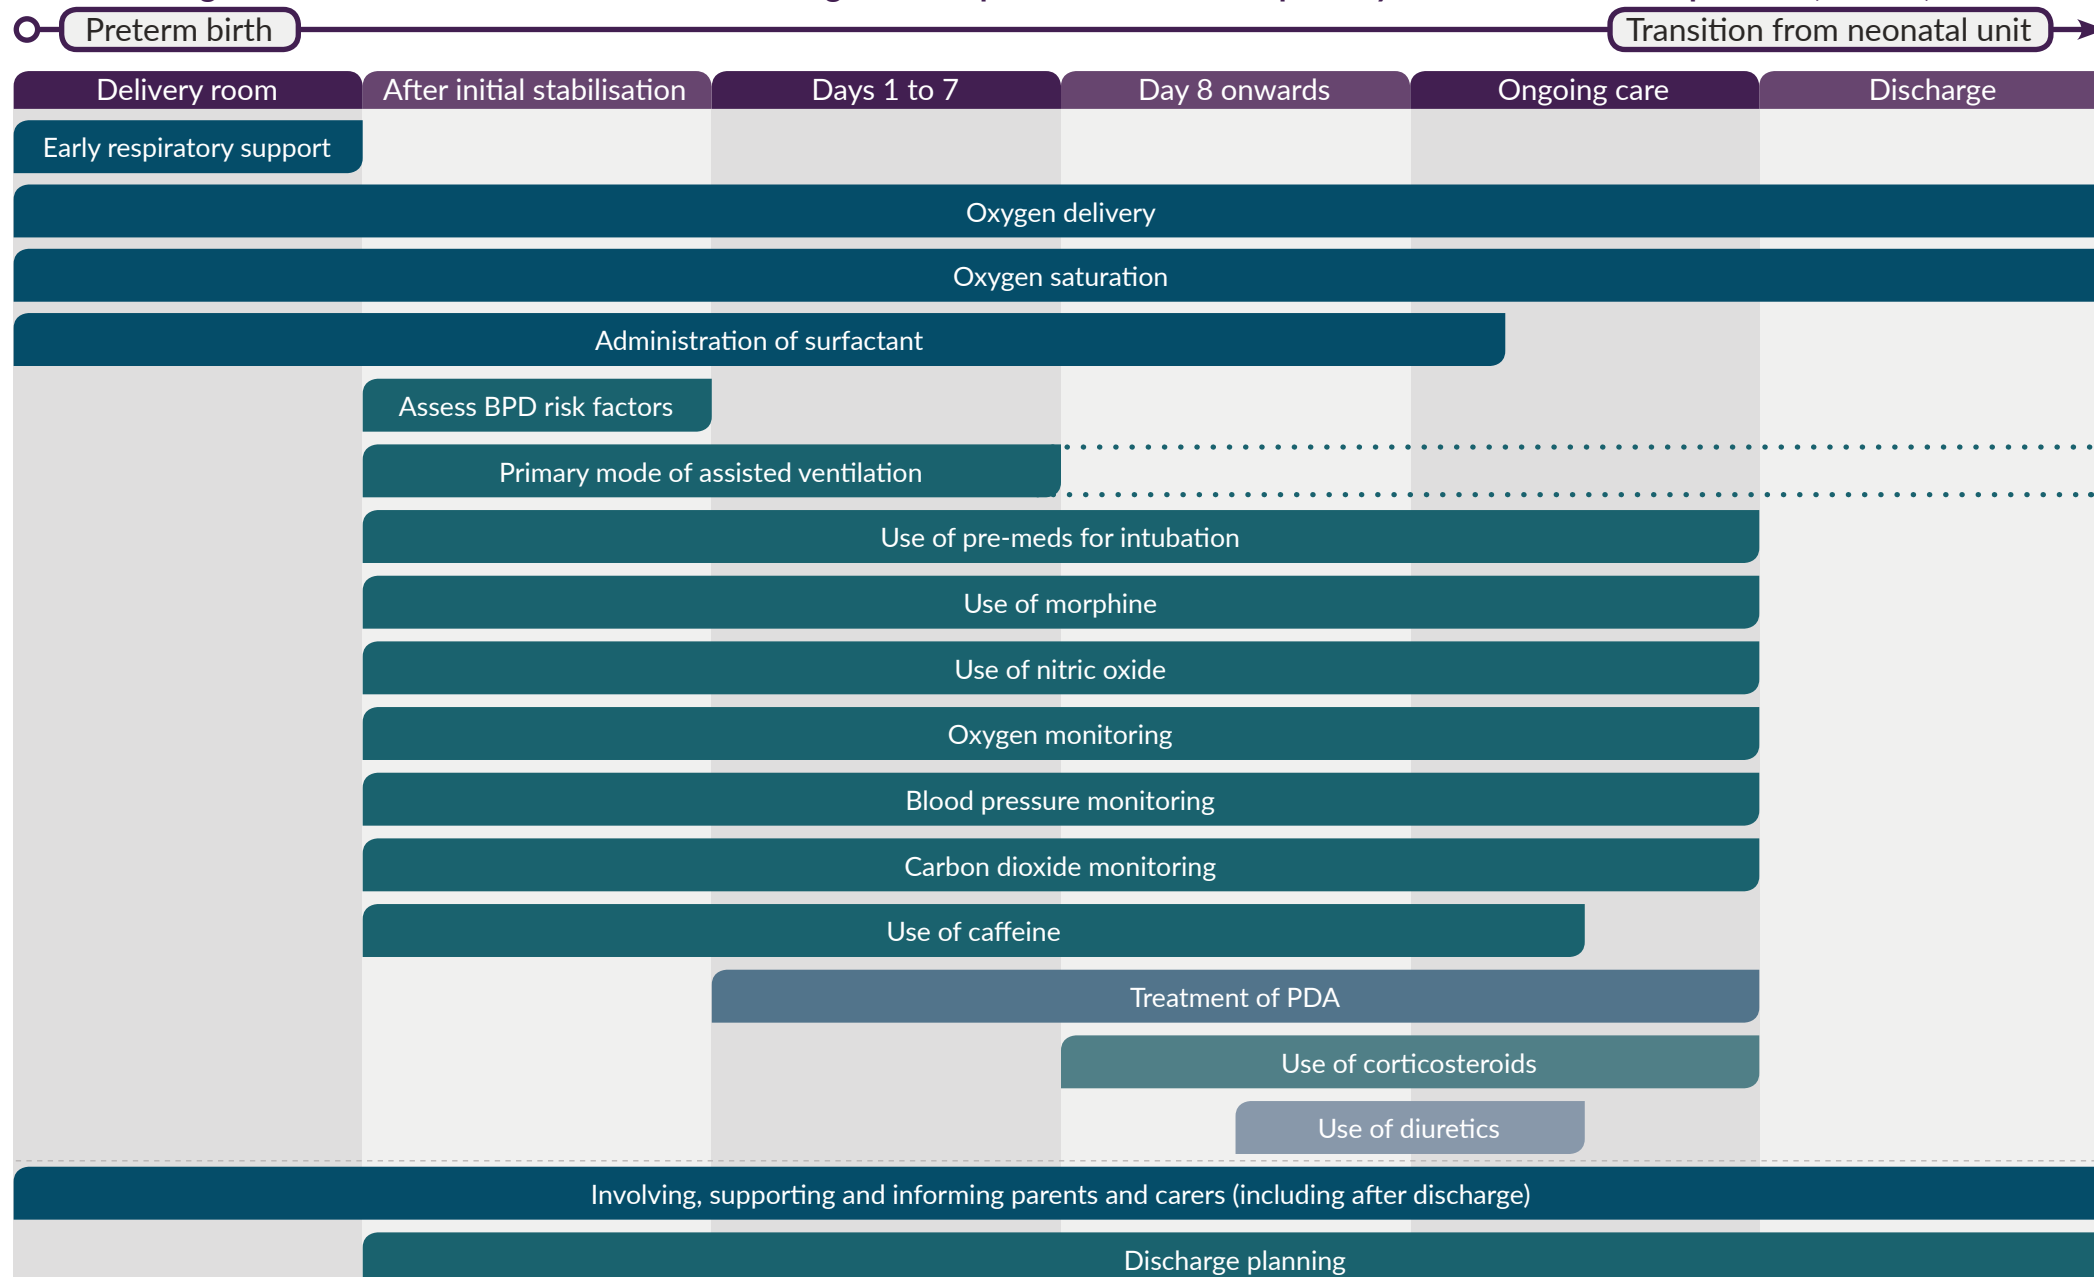 Preterm birth
Transition from neonatal unit
Delivery room
After initial stabilisation
Days 1 to 7
Day 8 onwards
Ongoing care
Discharge
Early respiratory support
Oxygen delivery
Oxygen saturation
Administration of surfactant
Assess BPD risk factors
Primary mode of assisted ventilation
Use of pre-meds for intubation
Use of morphine
Use of nitric oxide
Oxygen monitoring
Blood pressure monitoring
Carbon dioxide monitoring
Use of caffeine
Treatment of PDA
Use of corticosteroids
Use of diuretics
Involving, supporting and informing parents and carers (including after discharge)
Discharge planning